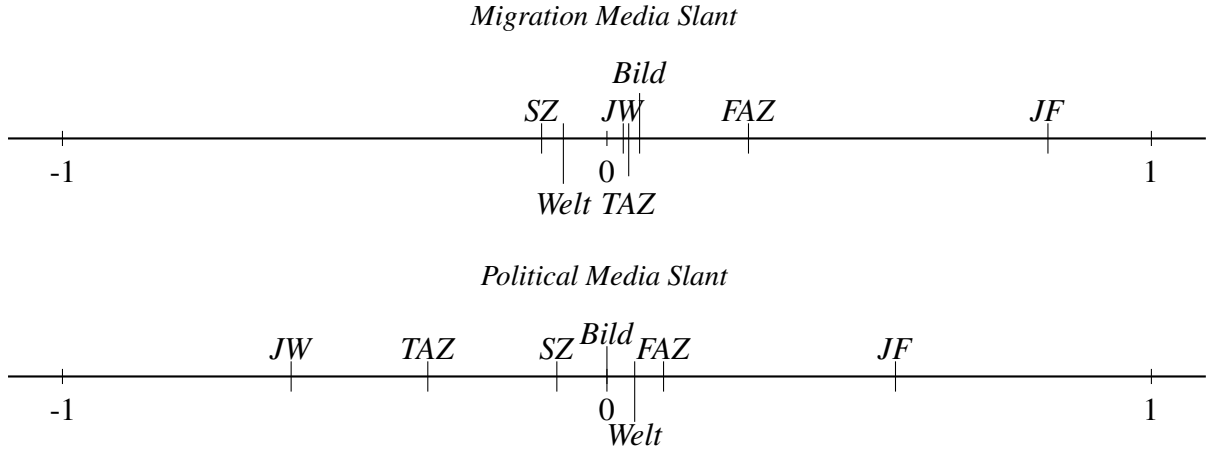 Migration Media Slant
Bild
SZ JW FAZ JF
-1 0 1
Welt TAZ
Political Media Slant
JW TAZ SZ Bild FAZ JF
-1 0 1
Welt